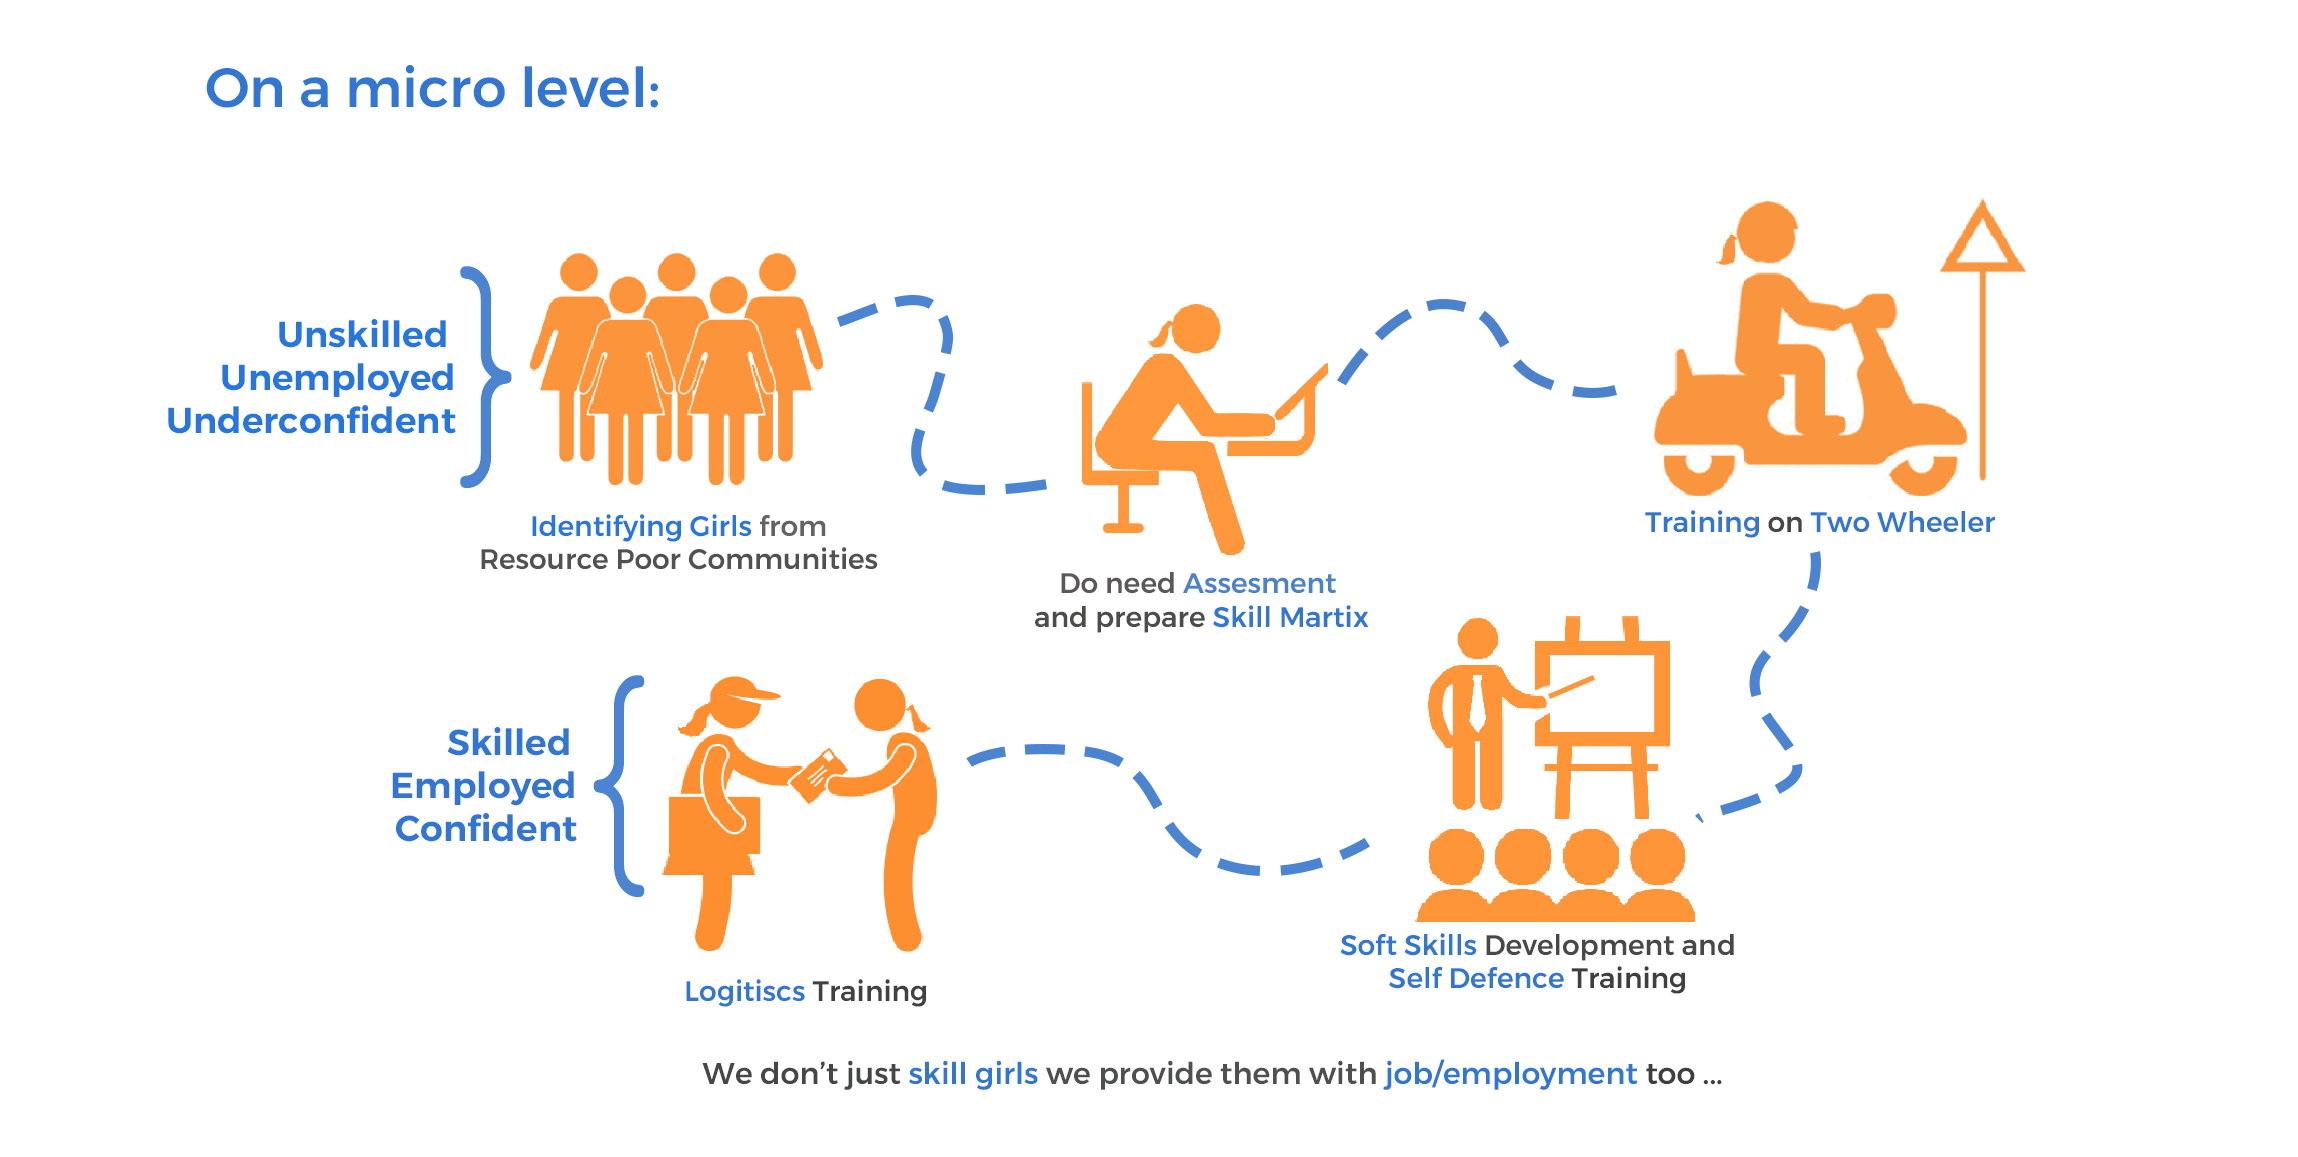 On a micro level:
Unskilled
Unemployed
Underconfident
Identifying Girls from
Resource Poor Communities
Do need Assesment
and prepare Skill Martix
Training on Two Wheeler
Soft Skills Development and
Self Defence Training
Logitiscs Training
Skilled
Employed
Confident
We don't just skill girls we provide them with job/employment too ...